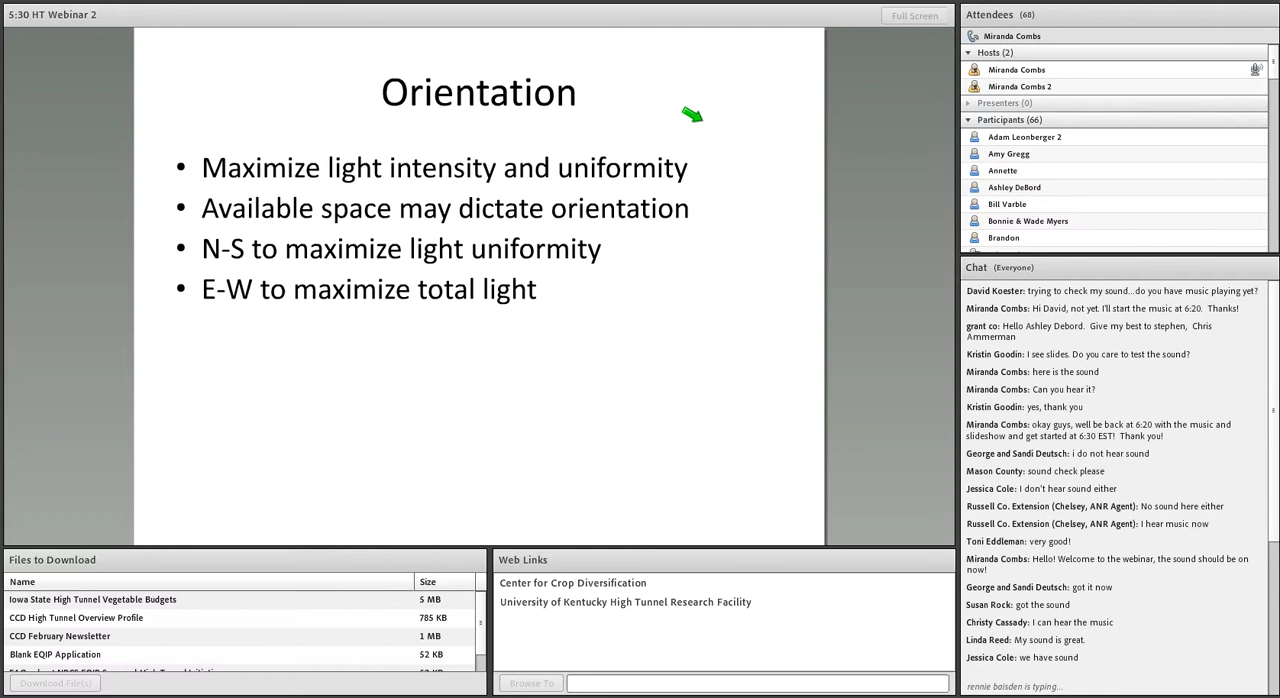 5:30 HT Webinar 2
Full Screen
Orientation
• Maximize light intensity and uniformity
• Available space may dictate orientation
• N-S to maximize light uniformity
• E-W to maximize total light
Files to Download
Name Size
Iowa State High Tunnel Vegetable Budgets 5 MB
CCD High Tunnel Overview Profile 785 KB
CCD February Newsletter 1 MB
Blank EQIP Application 52 KB
Download File(s)
Web Links
Center for Crop Diversification
University of Kentucky High Tunnel Research Facility
Browse To
Attendees (68)
Miranda Combs
Hosts (2)
Miranda Combs
Miranda Combs 2
Presenters (0)
Participants (66)
Adam Leonberger 2
Amy Gregg
Annette
Ashley DeBord
Bill Varble
Bonnie & Wade Myers
Brandon
Chat (Everyone)
David Koester: trying to check my sound...do you have music playing yet?
Miranda Combs: Hi David, not yet. I'll start the music at 6:20. Thanks!
grant co: Hello Ashley Debord. Give my best to stephen, Chris
Ammerman
Kristin Goodin: I see slides. Do you care to test the sound?
Miranda Combs: here is the sound
Miranda Combs: Can you hear it?
Kristin Goodin: yes, thank you
Miranda Combs: okay guys, well be back at 6:20 with the music and
slideshow and get started at 6:30 EST! Thank you!
George and Sandi Deutsch: i do not hear sound
Mason County: sound check please
Jessica Cole: I don't hear sound either
Russell Co. Extension (Chelsey, ANR Agent): No sound here either
Russell Co. Extension (Chelsey, ANR Agent): I hear music now
Toni Eddleman: very good!
Miranda Combs: Hello! Welcome to the webinar, the sound should be on
now!
George and Sandi Deutsch: got it now
Susan Rock: got the sound
Christy Cassady: I can hear the music
Linda Reed: My sound is great.
Jessica Cole: we have sound
rennie baisden is typing...